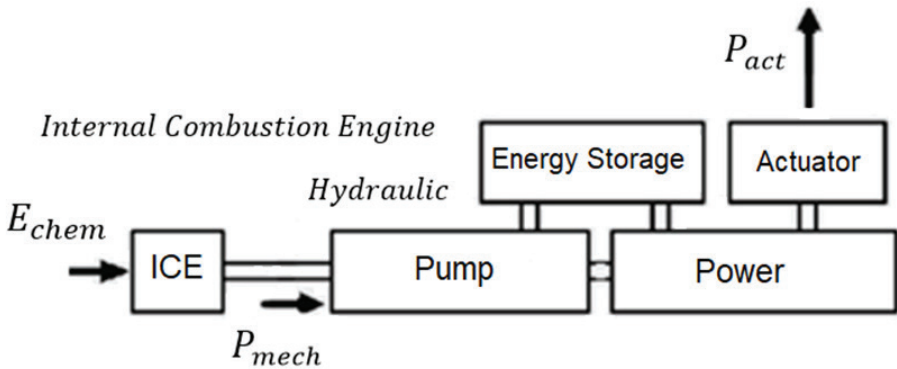 P_act
Internal Combustion Engine
Energy Storage
Actuator
Hydraulic
E_chem
ICE
Pump
Power
P_mech